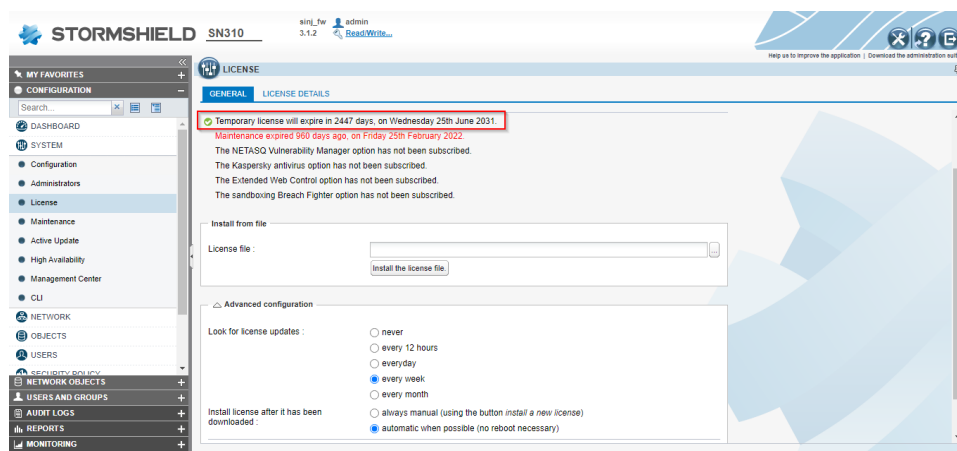 STORMSHIELD SN310
sinj_fw admin
3.1.2 Read/Write...
Help us to improve the application | Download the administration suit
MY FAVORITES +
CONFIGURATION −
Search...
DASHBOARD
SYSTEM
Configuration
Administrators
License
Maintenance
Active Update
High Availability
Management Center
CLI
NETWORK
OBJECTS
USERS
SECURITY POLICY
NETWORK OBJECTS +
USERS AND GROUPS +
AUDIT LOGS +
REPORTS +
MONITORING +
LICENSE
GENERAL LICENSE DETAILS
Temporary license will expire in 2447 days, on Wednesday 25th June 2031.
Maintenance expired 960 days ago, on Friday 25th February 2022.
The NETASQ Vulnerability Manager option has not been subscribed.
The Kaspersky antivirus option has not been subscribed.
The Extended Web Control option has not been subscribed.
The sandboxing Breach Fighter option has not been subscribed.
Install from file
License file :
...
Install the license file.
Advanced configuration
Look for license updates :
never
every 12 hours
everyday
every week
every month
Install license after it has been downloaded :
always manual (using the button install a new license)
automatic when possible (no reboot necessary)